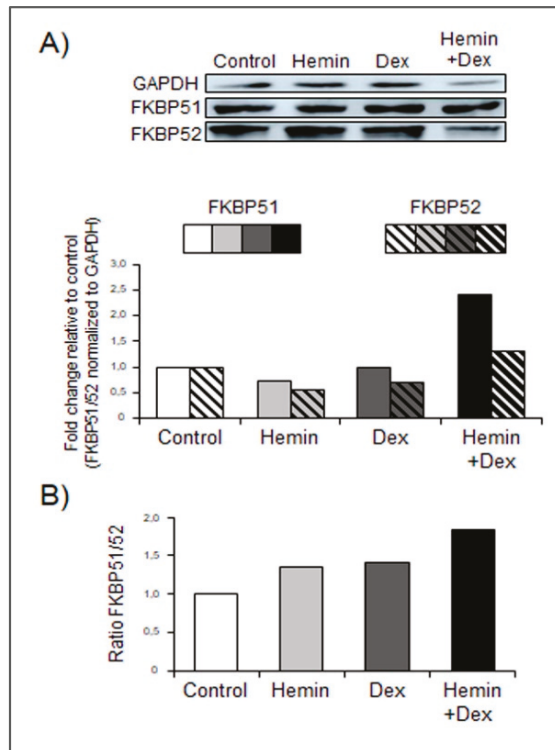 A)
Control Hemin Dex Hemin +Dex
GAPDH
FKBP51
FKBP52
FKBP51 FKBP52
Fold change relative to control
(FKBP51/52 normalized to GAPDH)
3,0
2,5
2,0
1,5
1,0
0,5
0
Control Hemin Dex Hemin +Dex
B)
Ratio FKBP51/52
2,0
1,5
1,0
0,5
0
Control Hemin Dex Hemin +Dex